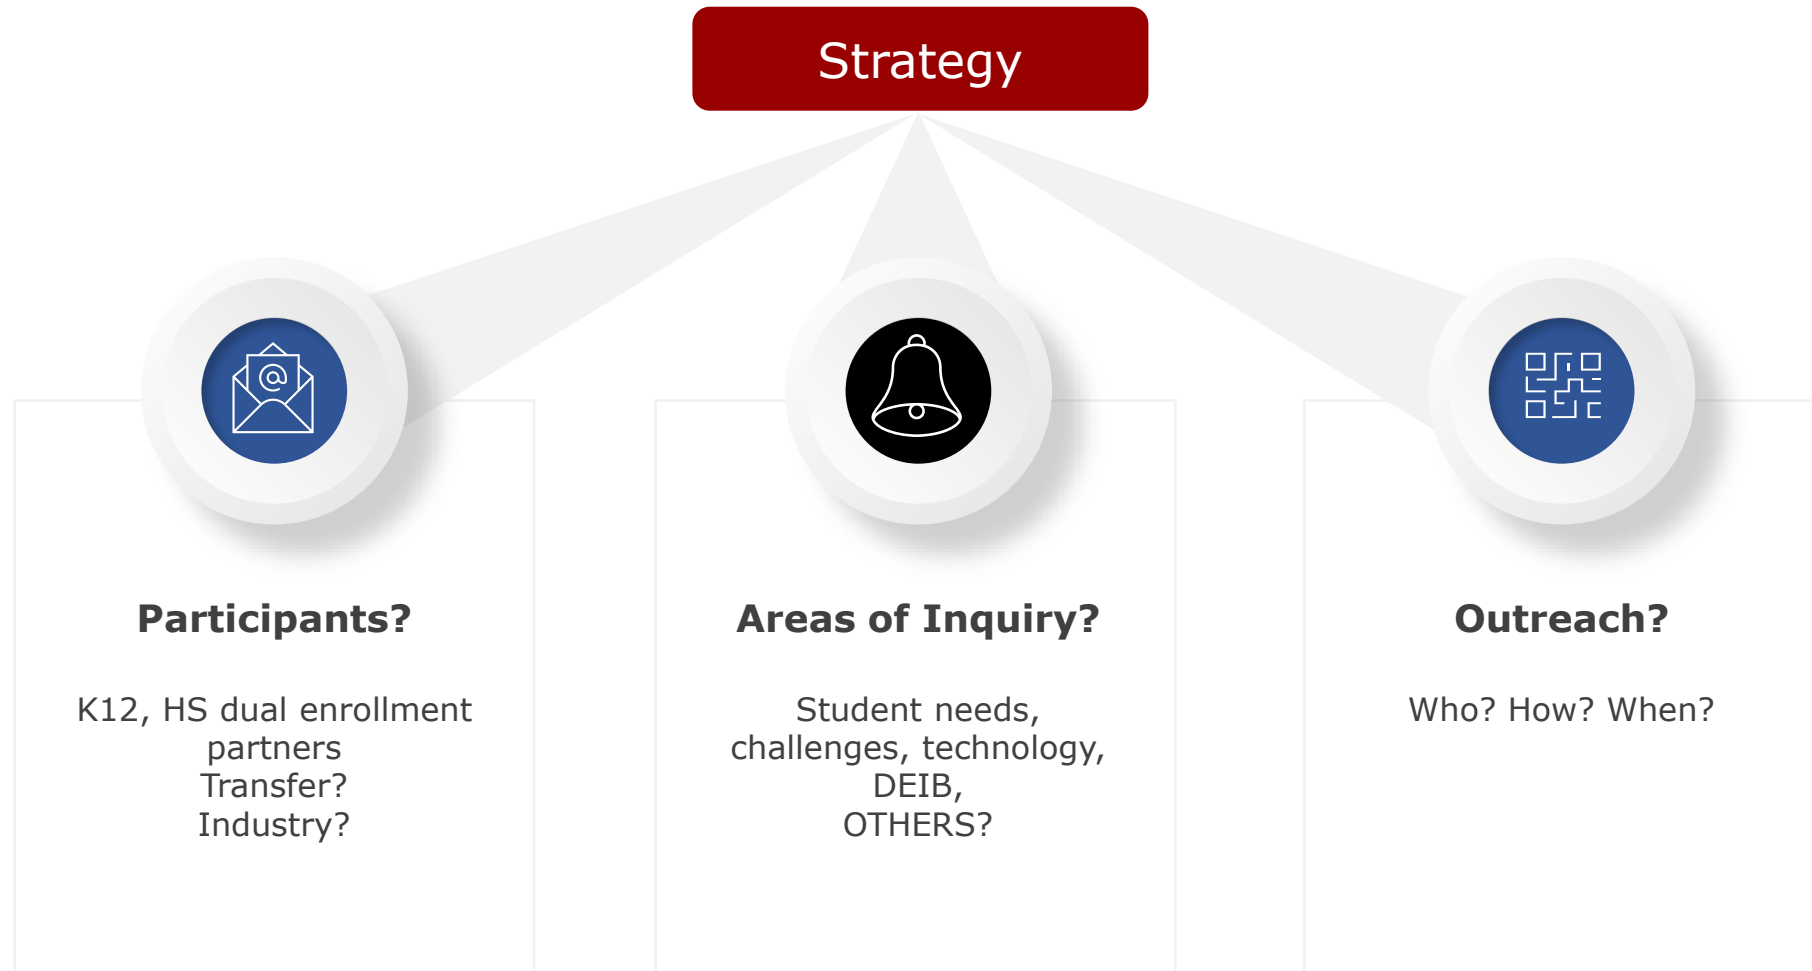 Strategy
@
Participants?
K12, HS dual enrollment
partners
Transfer?
Industry?
Areas of Inquiry?
Student needs,
challenges, technology,
DEIB,
OTHERS?
Outreach?
Who? How? When?